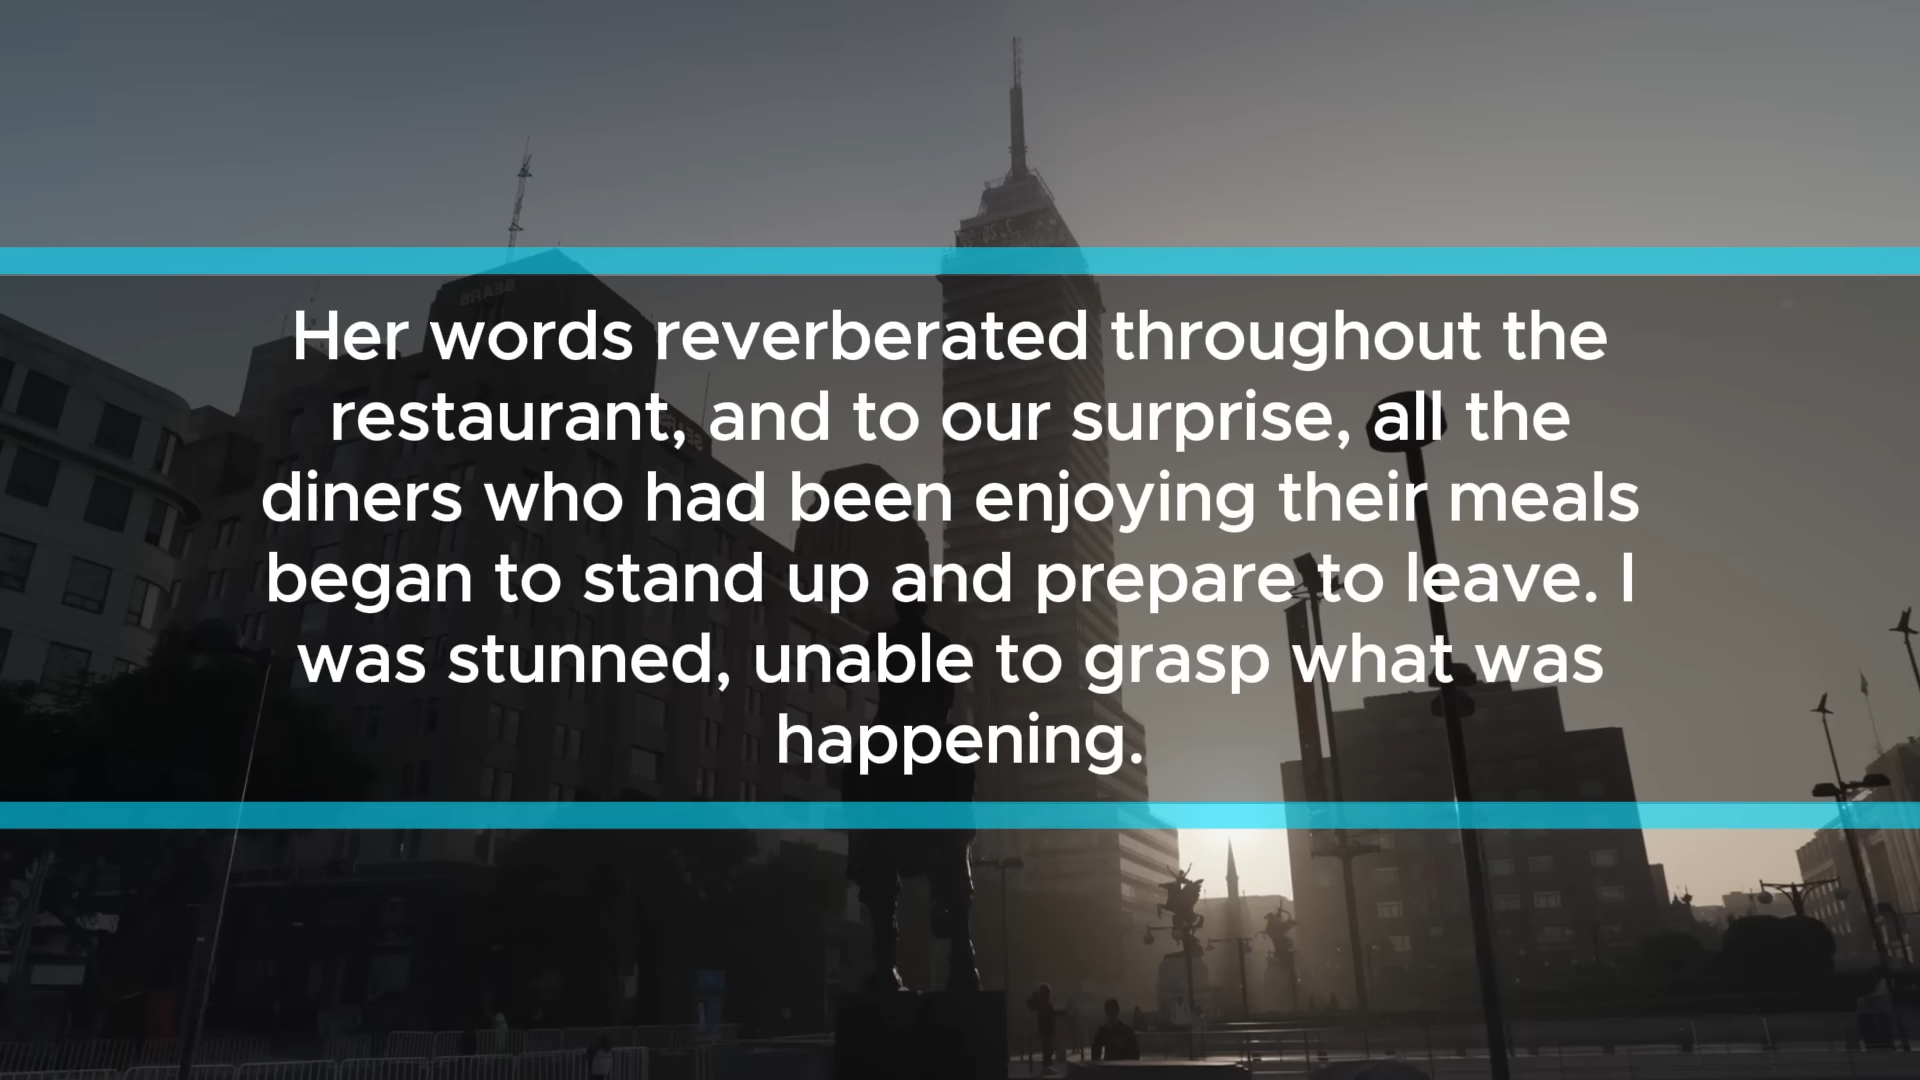 SEARS
Her words reverberated throughout the
restaurant, and to our surprise, all the
diners who had been enjoying their meals
began to stand up and prepare to leave. I
was stunned, unable to grasp what was
happening.